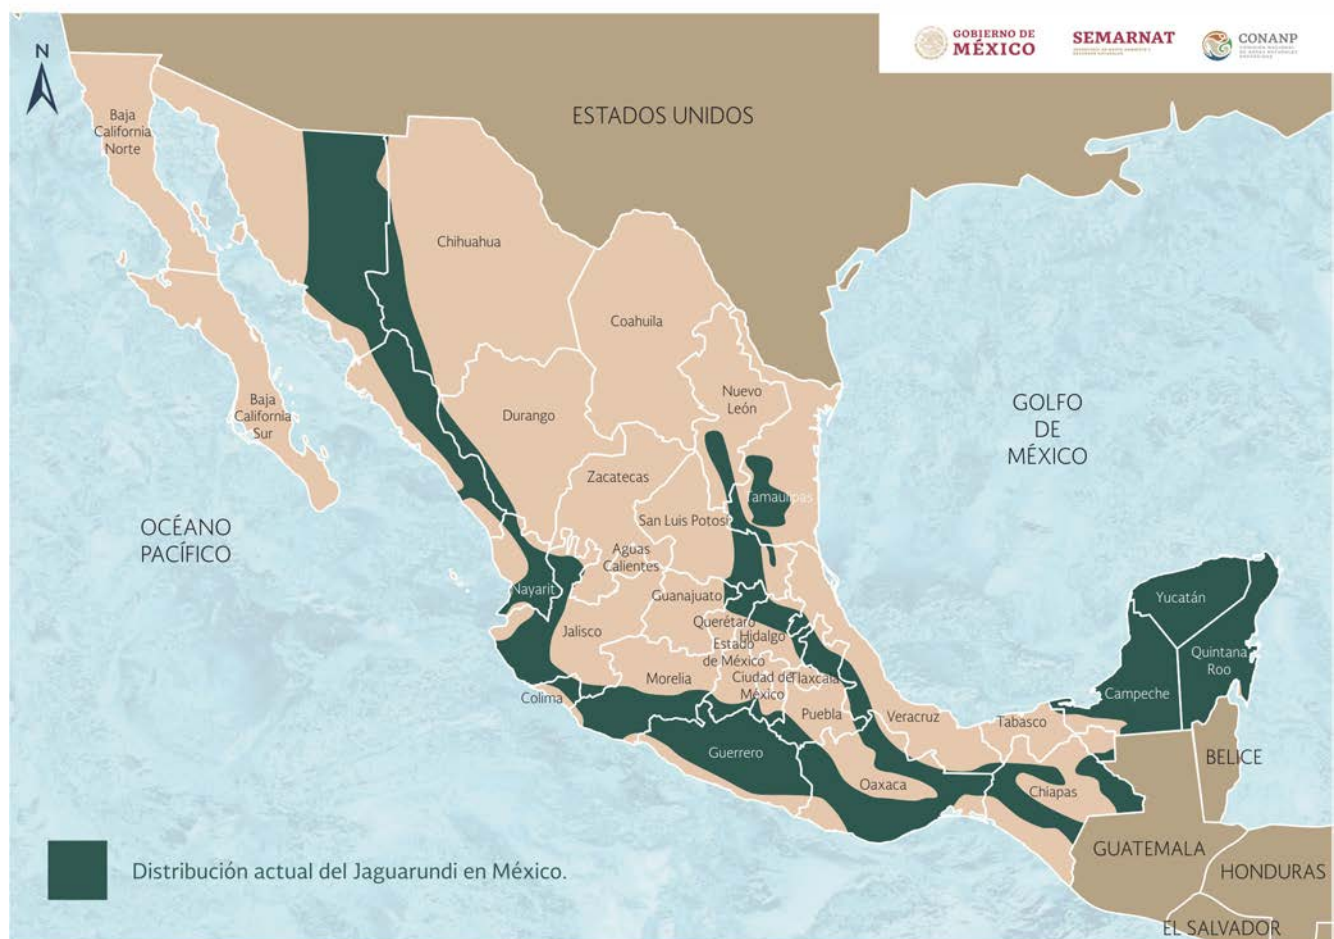 GOBIERNO DE
MÉXICO
SEMARNAT
CONANP
N
ESTADOS UNIDOS
Baja
California
Norte
Chihuahua
Coahuila
Nuevo
León
Baja
California
Sur
Durango
GOLFO
DE
MÉXICO
Zacatecas
Tamaulipas
San Luis Potosí
OCÉANO
PACÍFICO
Aguas
Calientes
Nayarit
Guanajuato
Yucatán
Querétaro
Hidalgo
Jalisco
Estado
de México
Quintana
Roo
Morelia
Ciudad de
México
Tlaxcala
Campeche
Colima
Puebla
Veracruz
Tabasco
Guerrero
BELICE
Oaxaca
Chiapas
GUATEMALA
Distribución actual del Jaguarundi en México.
HONDURAS
EL SALVADOR